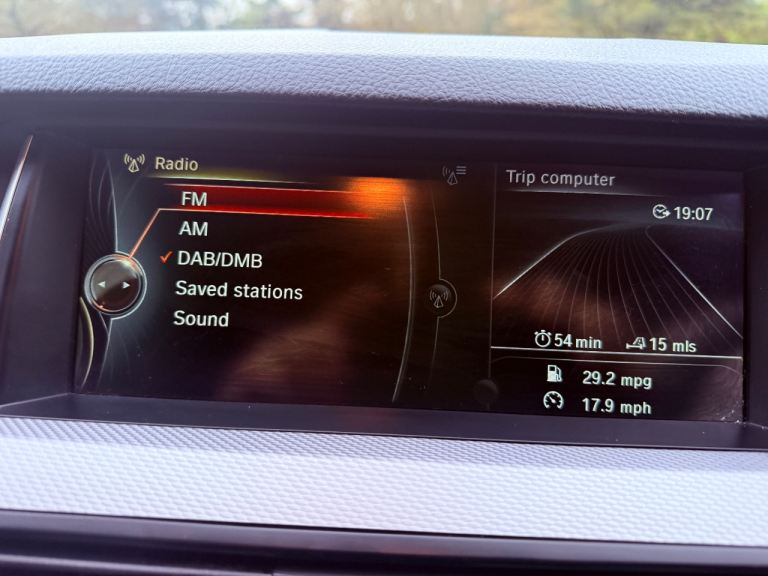 Radio
FM
AM
DAB/DMB
Saved stations
Sound
Trip computer
19:07
54 min 15 mls
29.2 mpg
17.9 mph